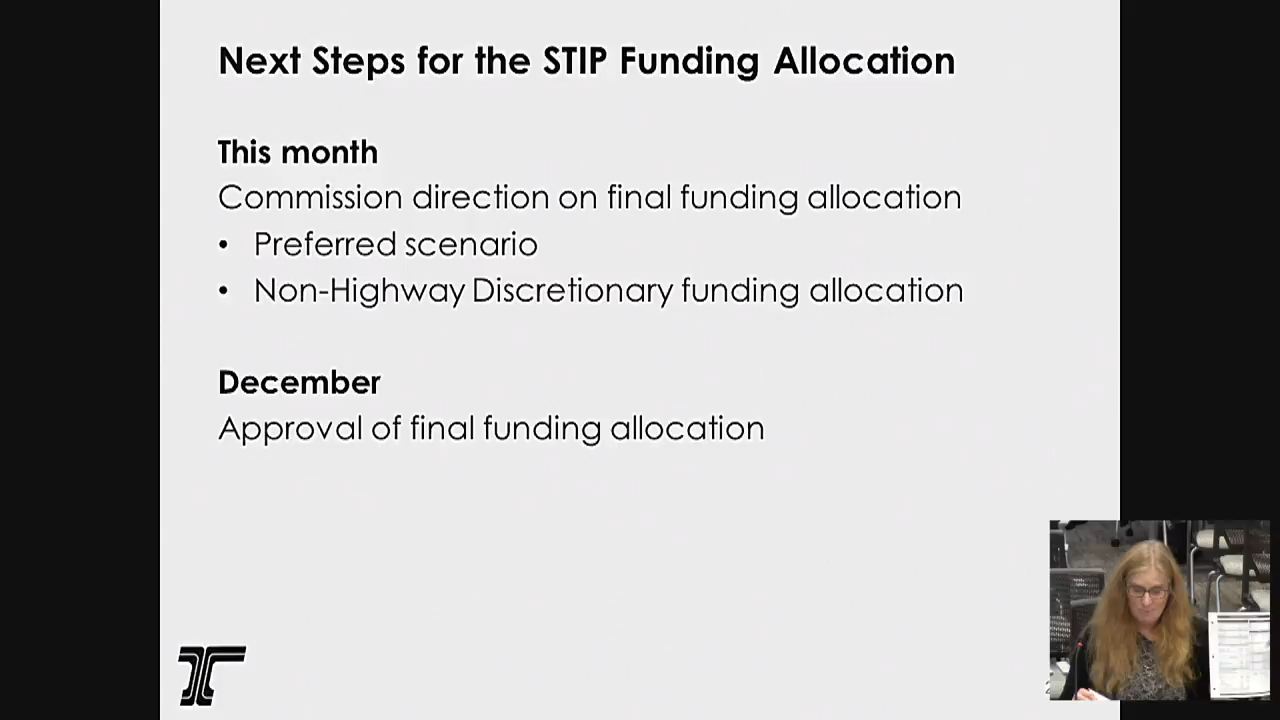 Next Steps for the STIP Funding Allocation
This month
Commission direction on final funding allocation
• Preferred scenario
• Non-Highway Discretionary funding allocation
December
Approval of final funding allocation